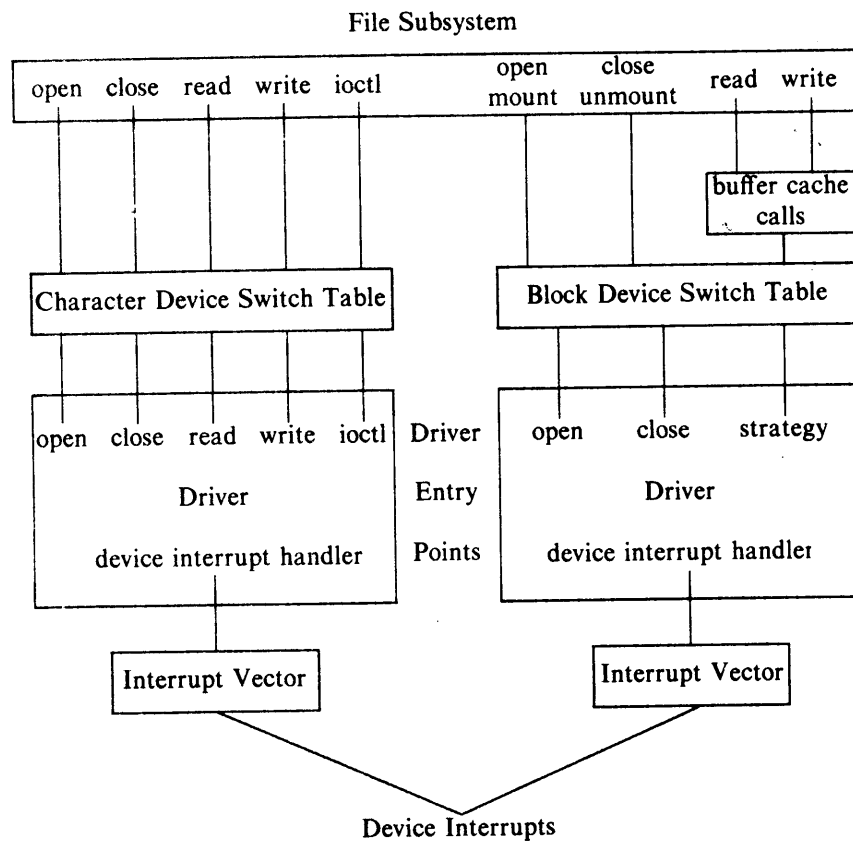 File Subsystem
open close read write ioctl open mount close unmount read write
buffer cache
calls
Character Device Switch Table Block Device Switch Table
open close read write ioctl Driver open close strategy
Driver Entry Driver
device interrupt handler Points device interrupt handler
Interrupt Vector Interrupt Vector
Device Interrupts